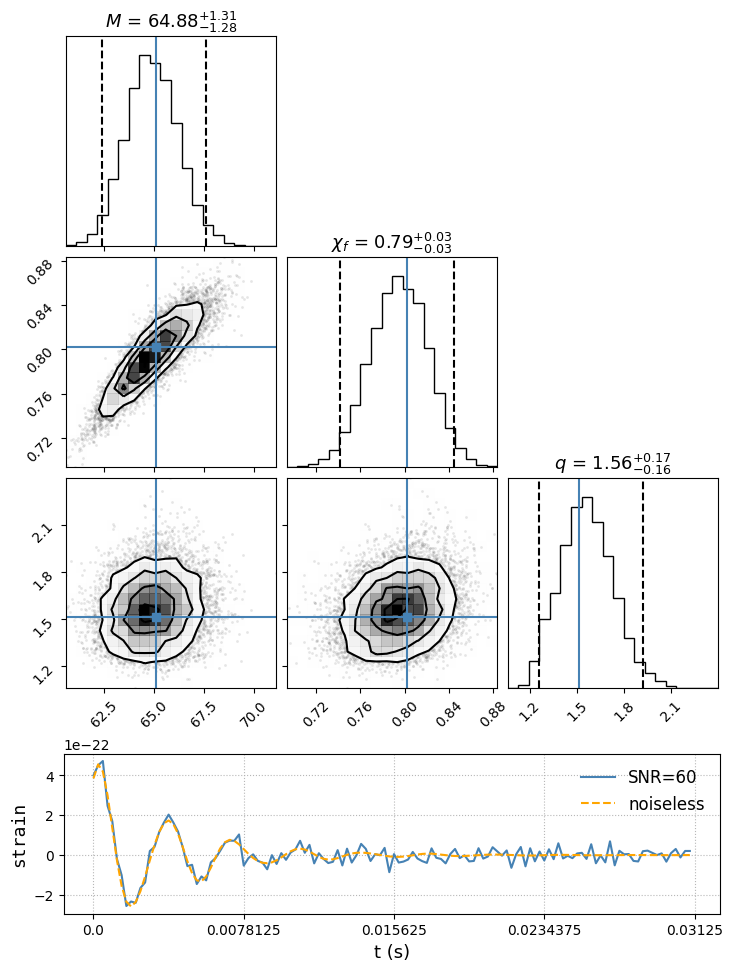 M = 64.88+1.31−1.28
χf = 0.79+0.03−0.03
0.88
0.84
0.80
0.76
0.72
q = 1.56+0.17−0.16
2.1
1.8
1.5
1.2
62.5 65.0 67.5 70.0 0.72 0.76 0.80 0.84 0.88 1.2 1.5 1.8 2.1
1e−22
4
2
0
−2
strain
SNR=60
noiseless
0.0 0.0078125 0.015625 0.0234375 0.03125
t (s)